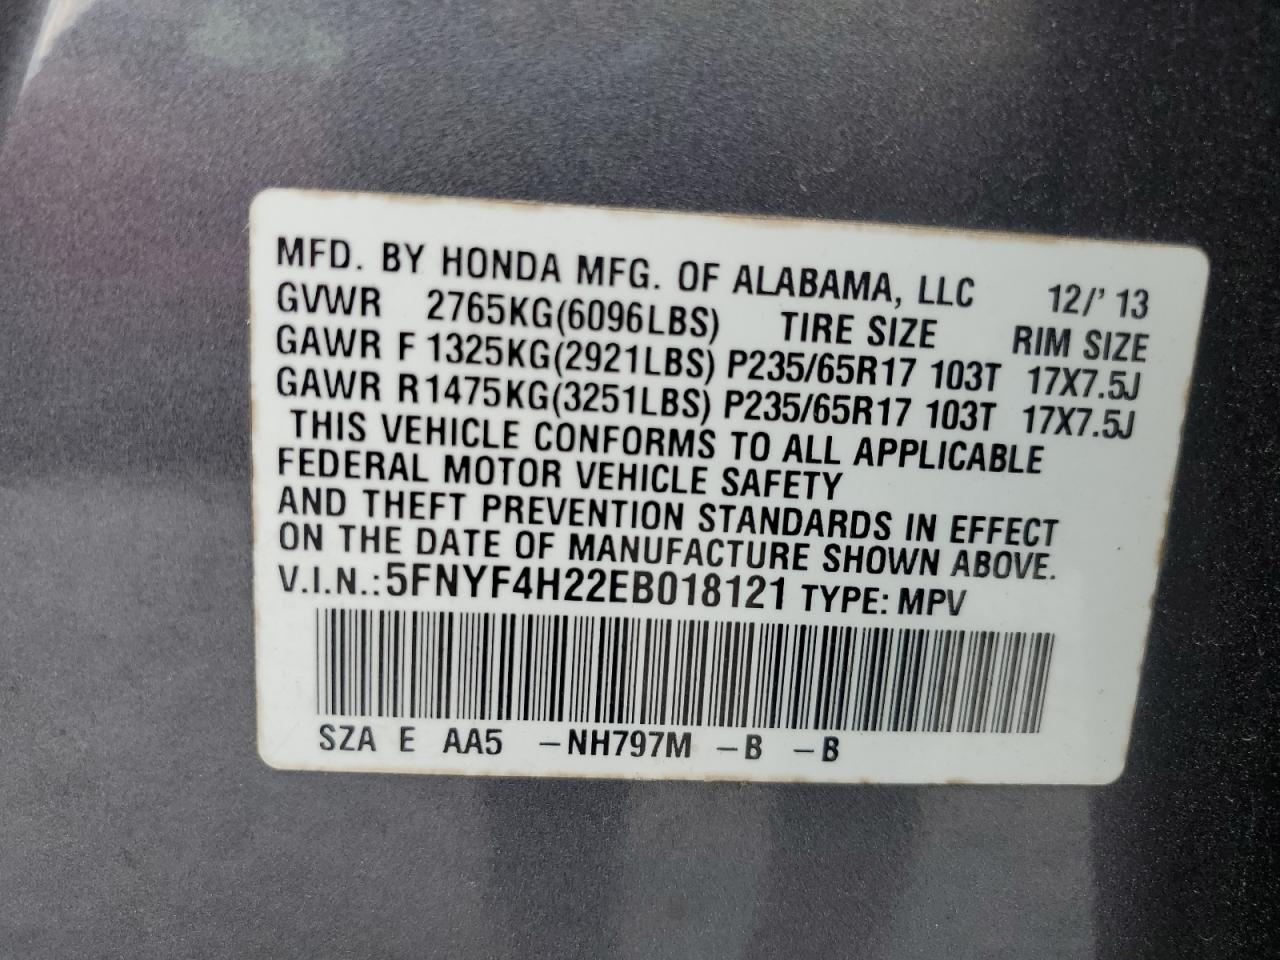 MFD. BY HONDA MFG. OF ALABAMA, LLC 12/' 13
GVWR 2765KG(6096LBS) TIRE SIZE RIM SIZE
GAWR F 1325KG(2921LBS) P235/65R17 103T 17X7.5J
GAWR R1475KG(3251LBS) P235/65R17 103T 17X7.5J
THIS VEHICLE CONFORMS TO ALL APPLICABLE
FEDERAL MOTOR VEHICLE SAFETY
AND THEFT PREVENTION STANDARDS IN EFFECT
ON THE DATE OF MANUFACTURE SHOWN ABOVE.
V.I.N.: 5FNYF4H22EB018121 TYPE: MPV
SZA E AA5 -NH797M -B -B